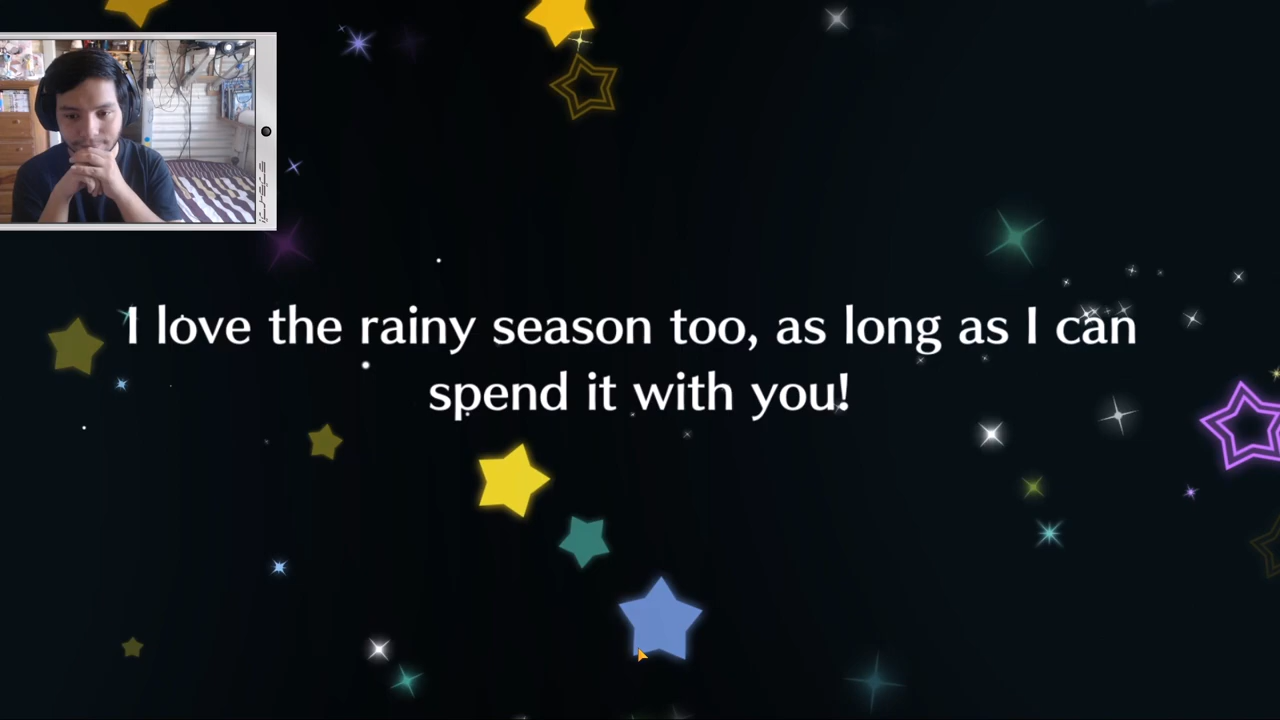 I love the rainy season too, as long as I can
spend it with you!